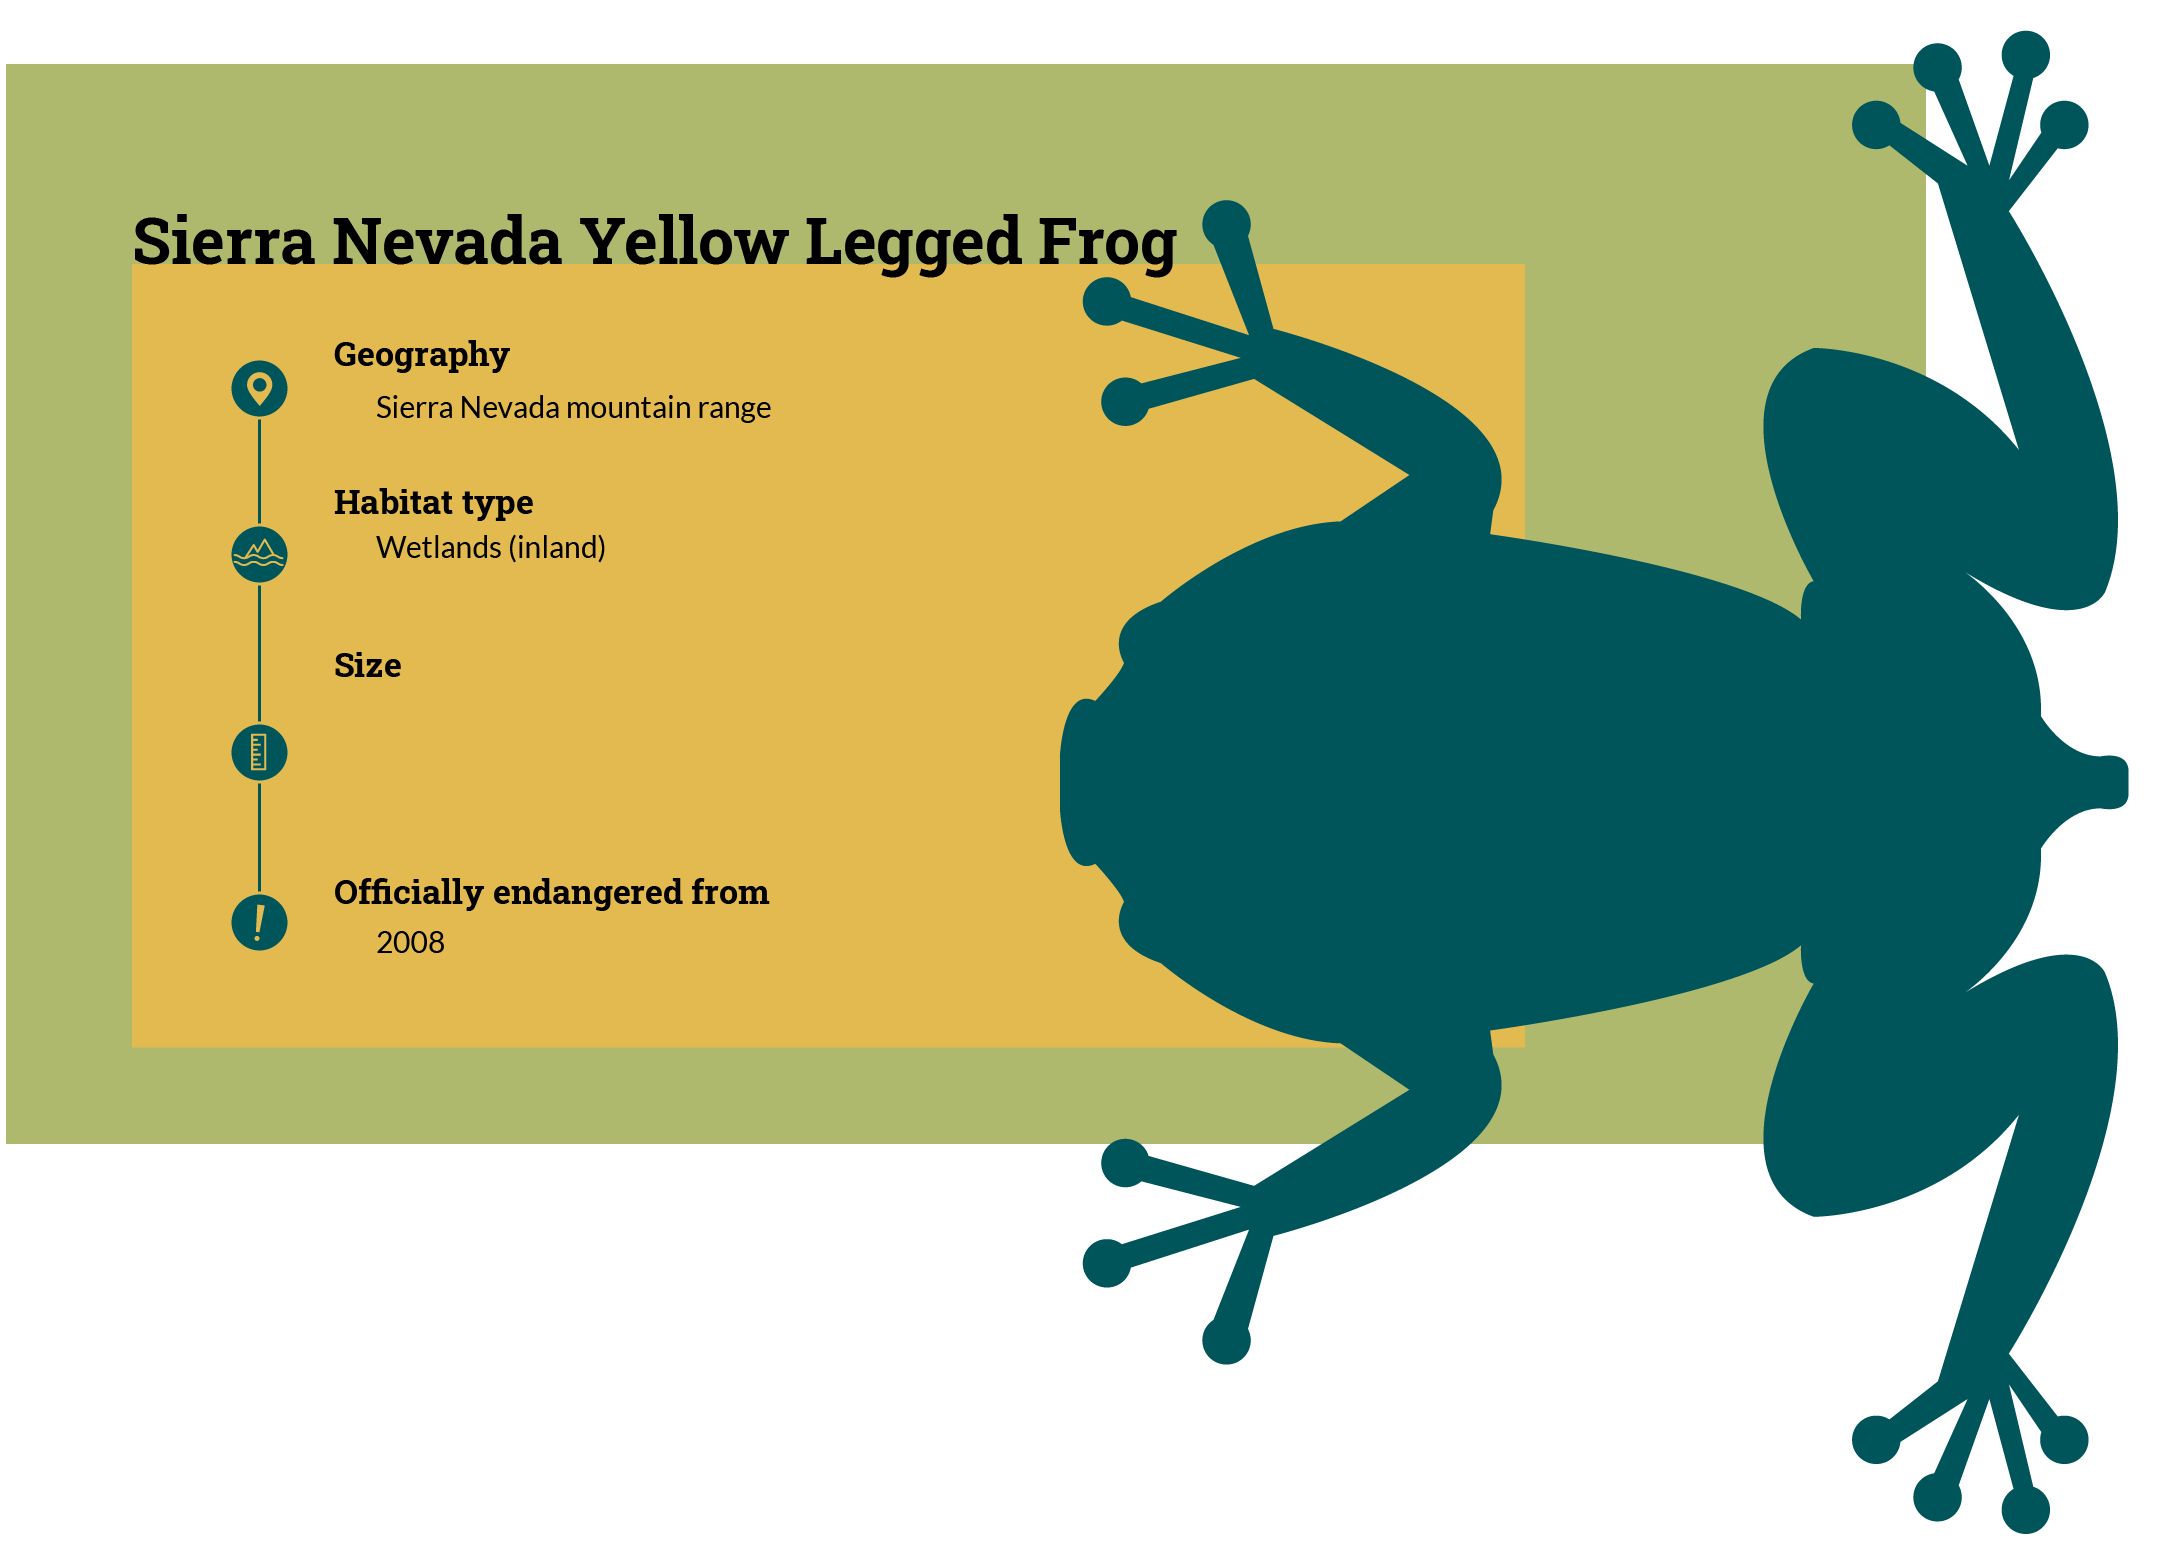 Sierra Nevada Yellow Legged Frog
Geography
Sierra Nevada mountain range
Habitat type
Wetlands (inland)
Size
Officially endangered from
2008